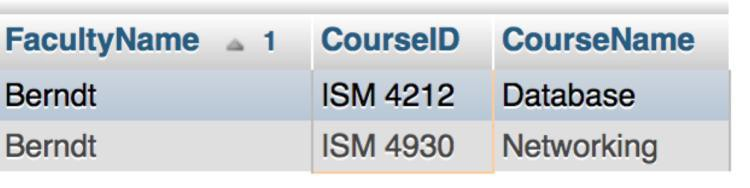 FacultyName 1 CourseID CourseName
Berndt ISM 4212 Database
Berndt ISM 4930 Networking